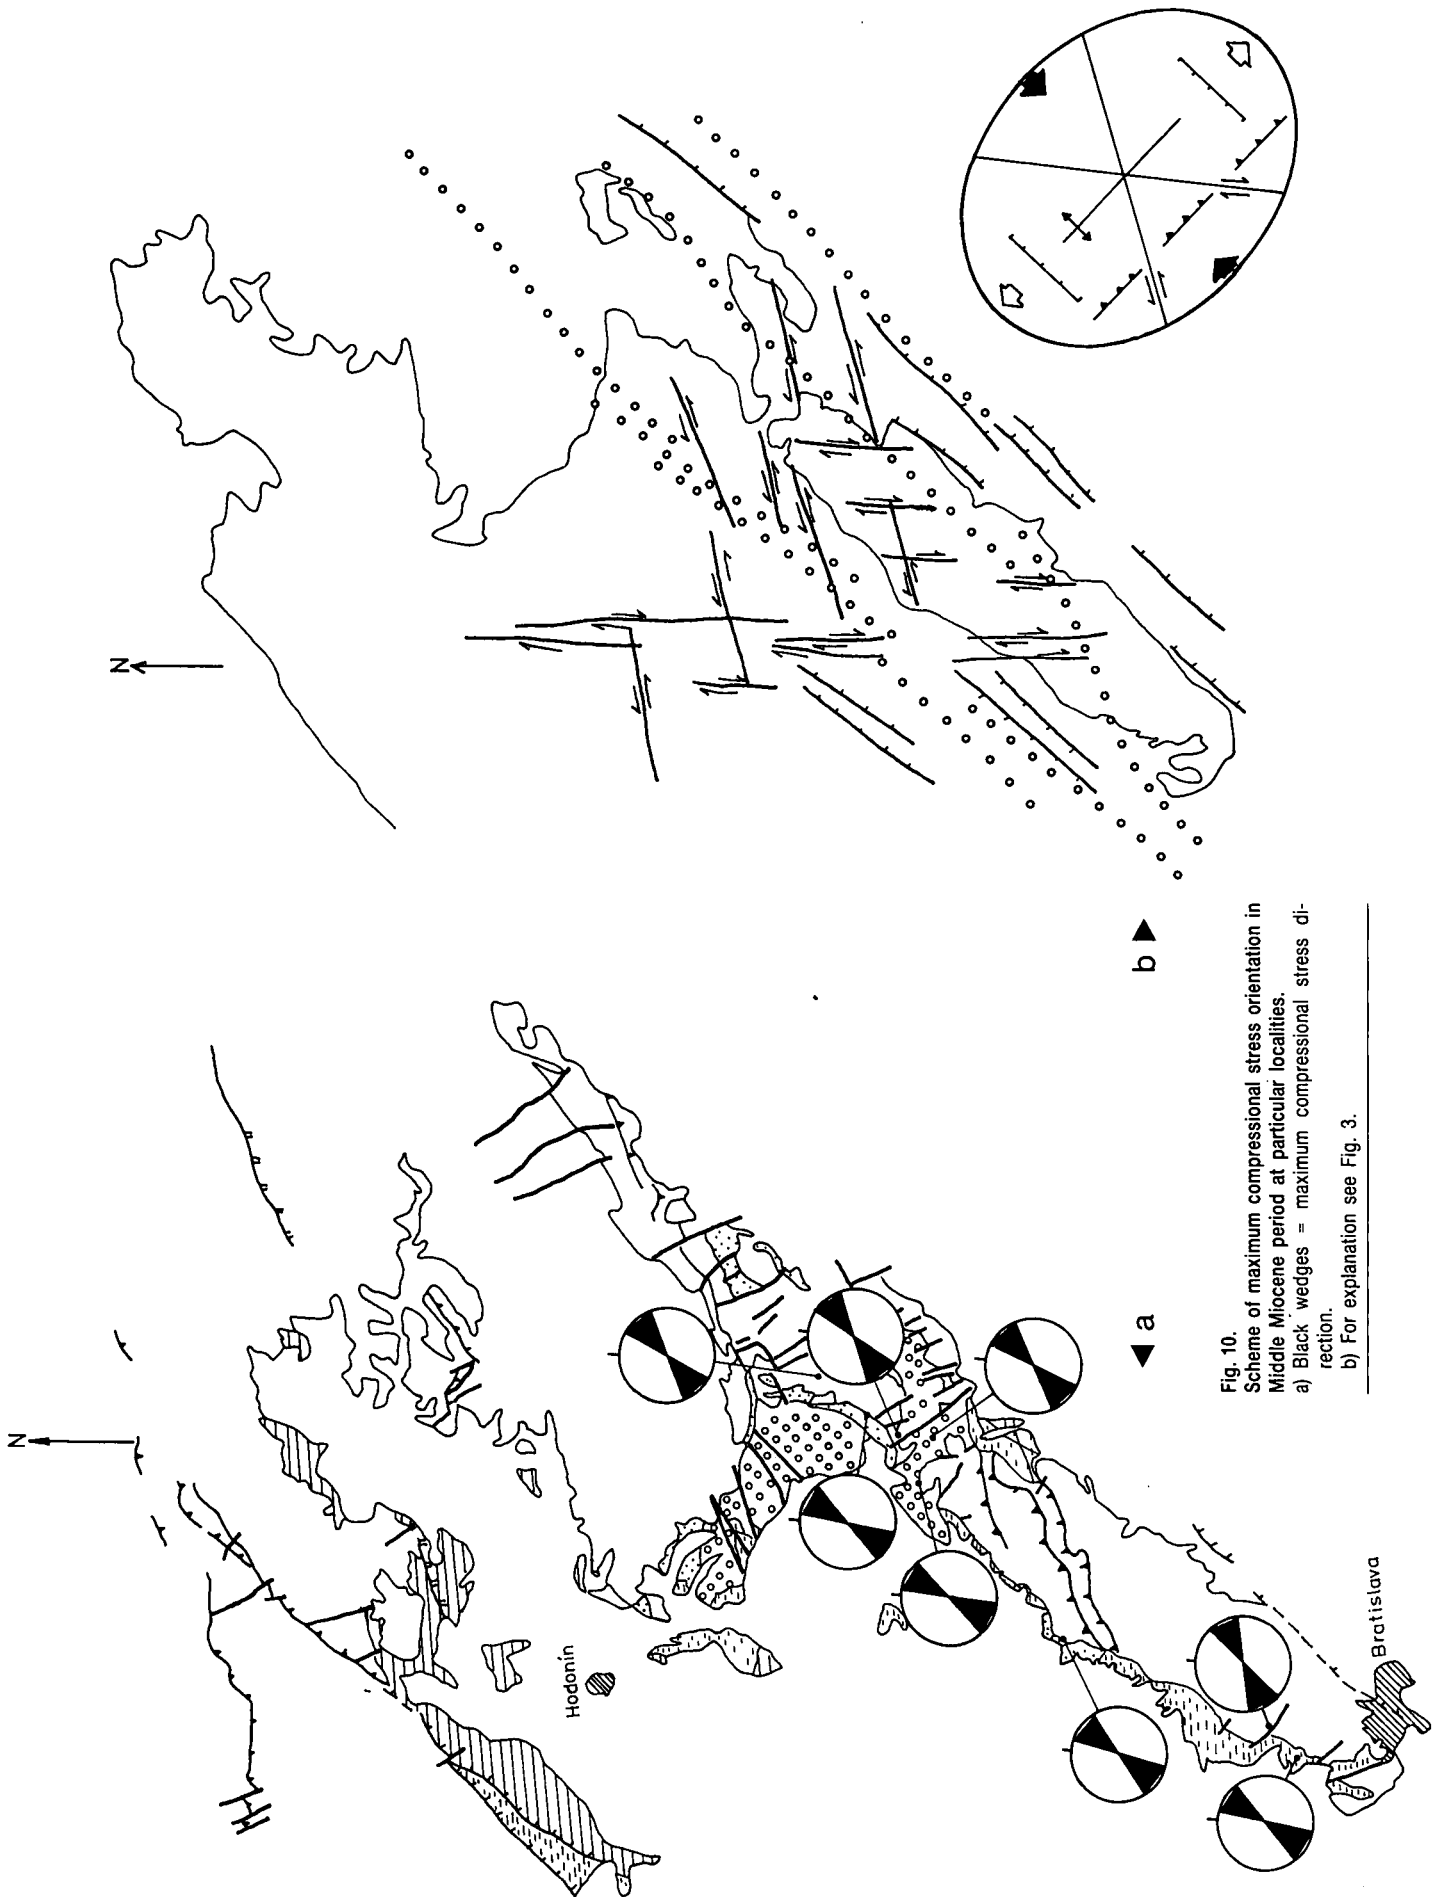 N
Hodonín
Bratislava
◄ a
N
b ►
Fig. 10.
Scheme of maximum compressional stress orientation in
Middle Miocene period at particular localities.
a) Black wedges = maximum compressional stress di-
rection.
b) For explanation see Fig. 3.